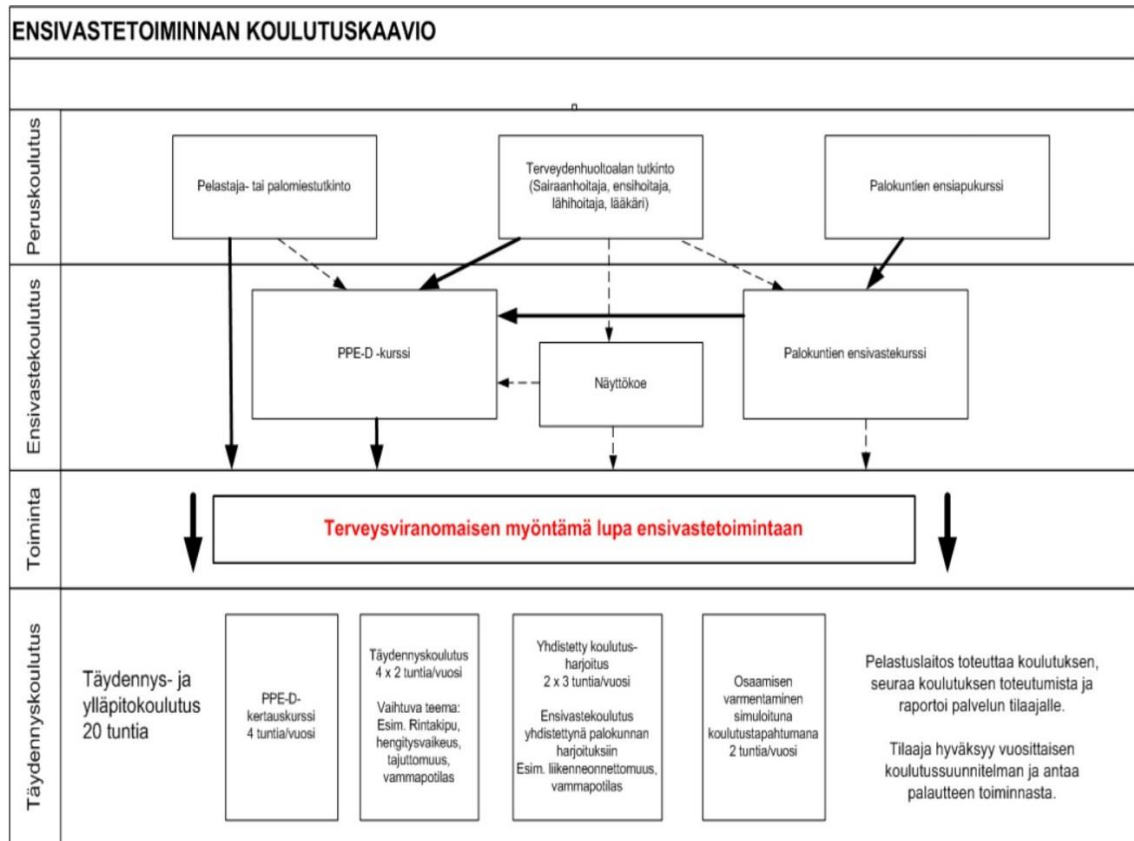 ENSIVASTETOIMINNAN KOULUTUSKAAVIO
Peruskoulutus
Pelastaja- tai palomiestutkinto
Terveydenhuoltoalan tutkinto
(Sairaanhoitaja, ensihoitaja,
lähihoitaja, lääkäri)
Palokuntien ensiapukurssi
Ensivastekoulutus
PPE-D -kurssi
Näyttökoe
Palokuntien ensivastekurssi
Toiminta
Terveysviranomaisen myöntämä lupa ensivastetoimintaan
Täydennyskoulutus
Täydennys- ja
ylläpitokoulutus
20 tuntia
PPE-D-
kertauskurssi
4 tuntia/vuosi
Täydennyskoulutus
4 x 2 tuntia/vuosi
Vaihtuva teema:
Esim. Rintakipu,
hengitysvaikeus,
tajuttomuus,
vammapotilas
Yhdistetty koulutus-
harjoitus
2 x 3 tuntia/vuosi
Ensivastekoulutus
yhdistettynä palokunnan
harjoituksiin
Esim. liikenneonnettomuus,
vammapotilas
Osaamisen
varmentaminen
simuloituna
koulutustapahtumana
2 tuntia/vuosi
Pelastuslaitos toteuttaa koulutuksen,
seuraa koulutuksen toteutumista ja
raportoi palvelun tilaajalle.
Tilaaja hyväksyy vuosittaisen
koulutussuunnitelman ja antaa
palautteen toiminnasta.